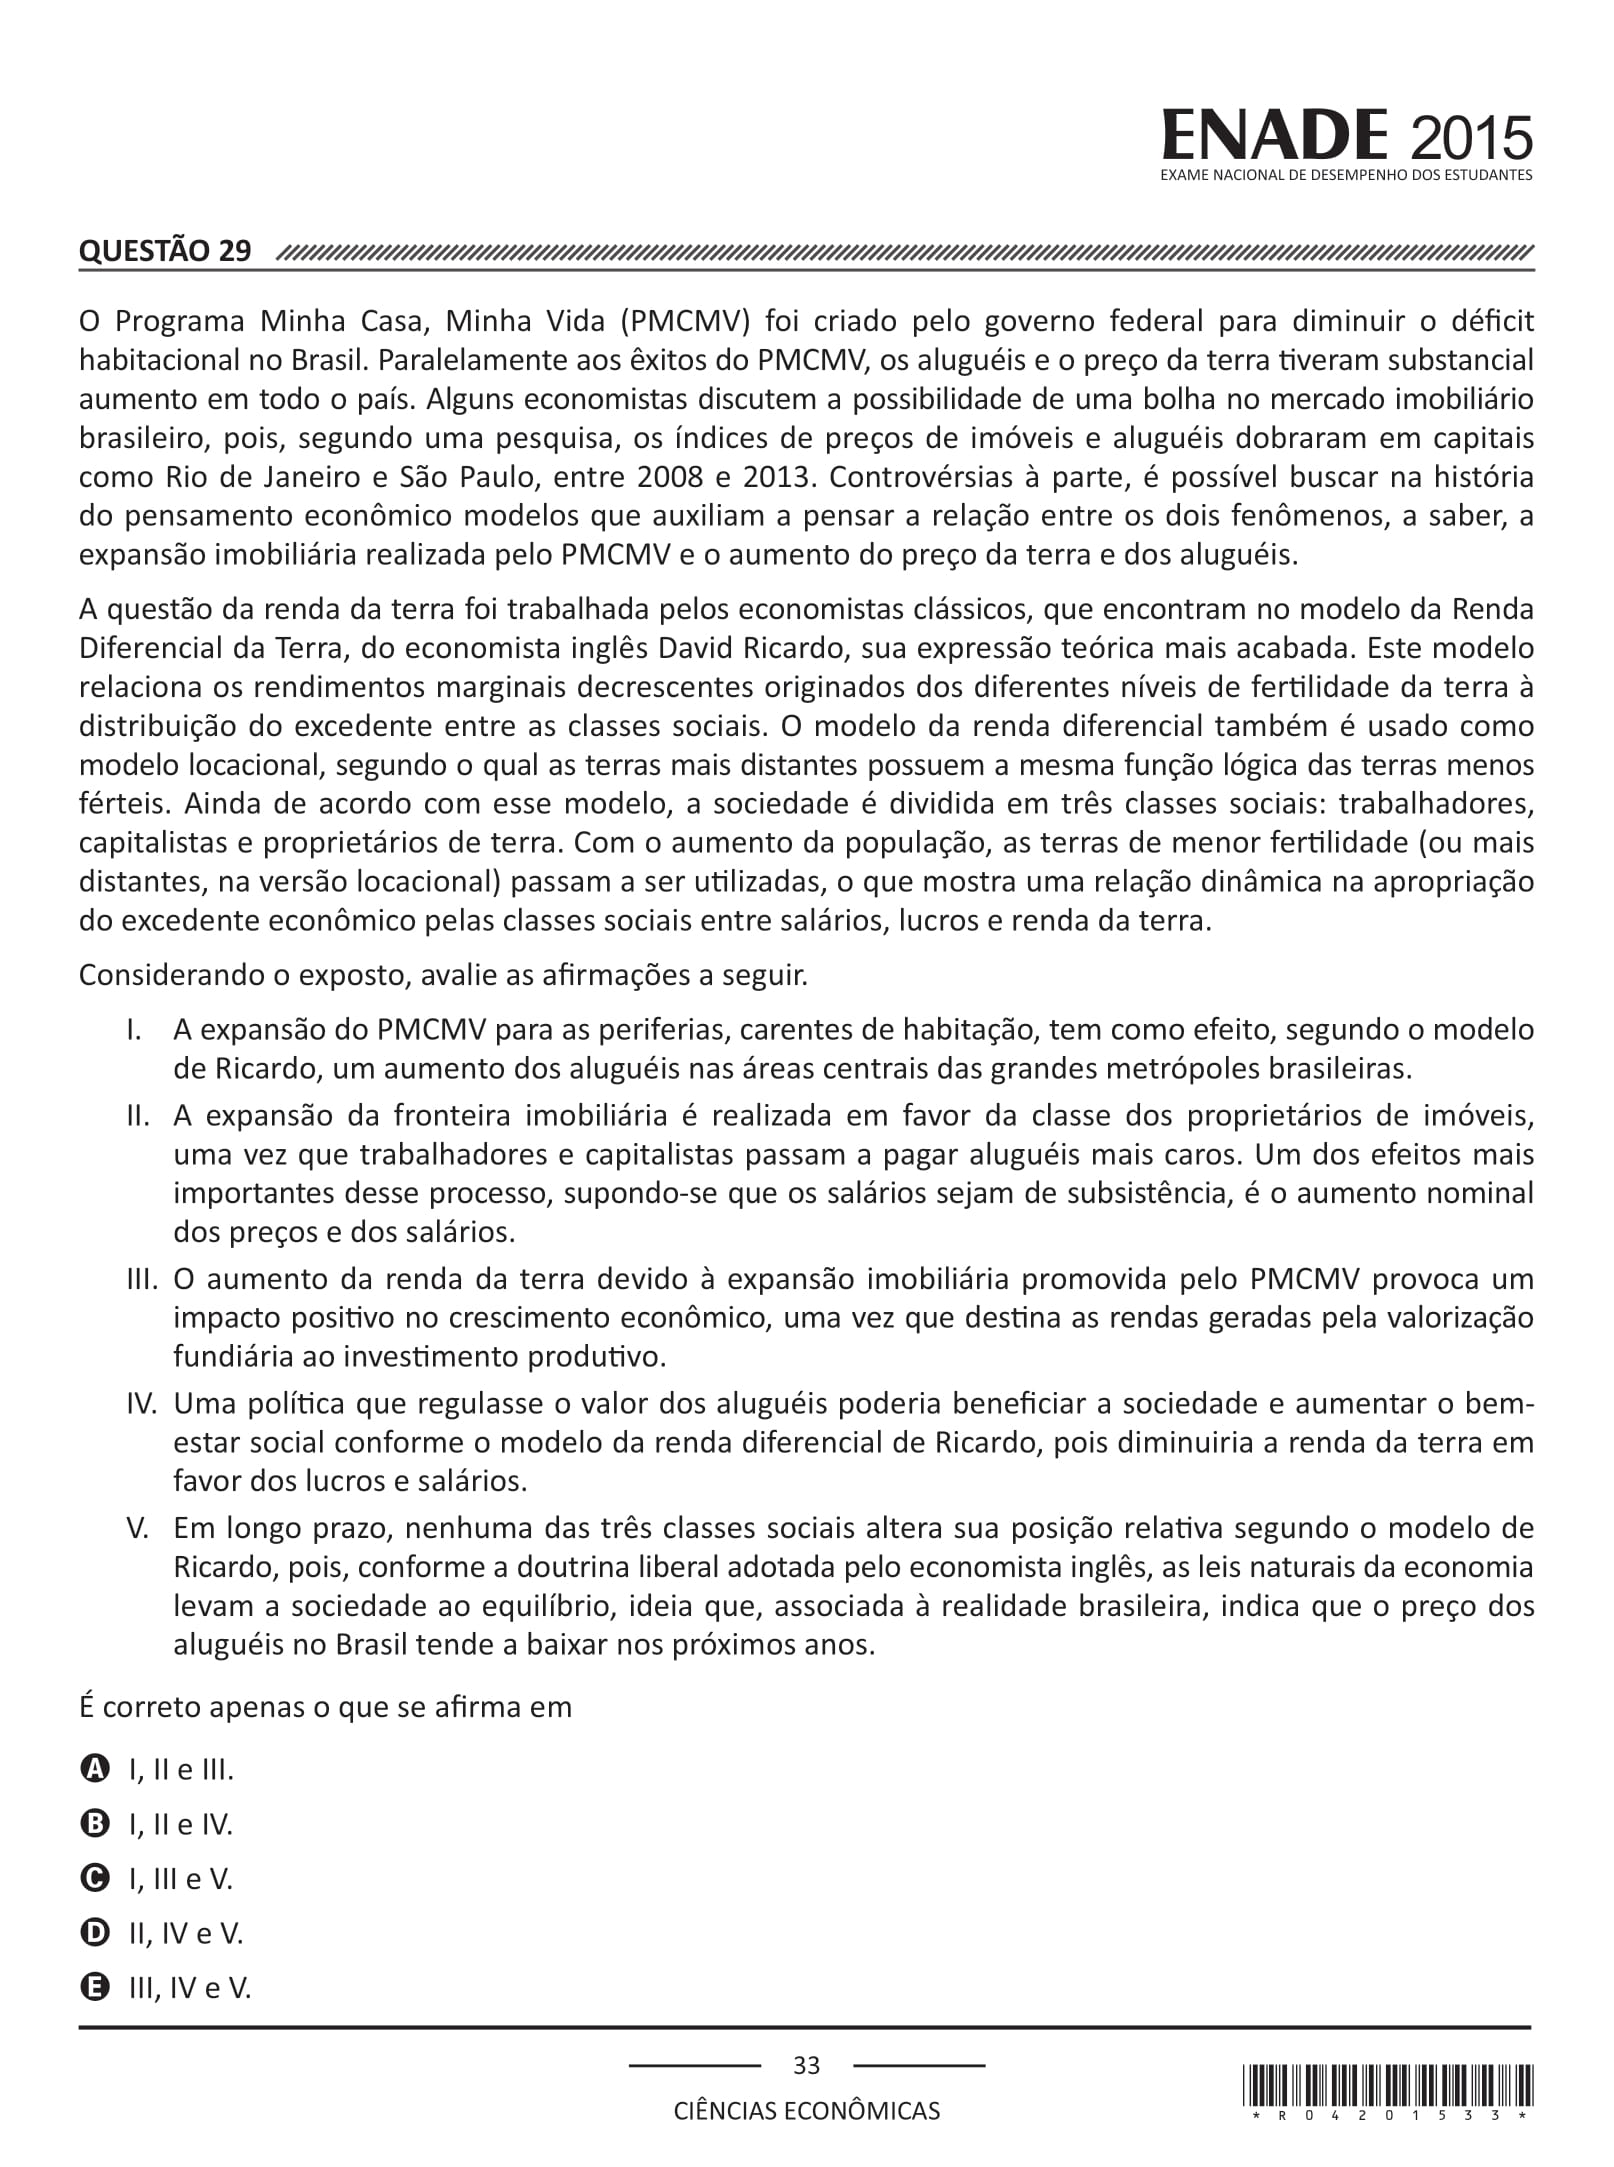 ENADE 2015
EXAME NACIONAL DE DESEMPENHO DOS ESTUDANTES
QUESTÃO 29
O Programa Minha Casa, Minha Vida (PMCMV) foi criado pelo governo federal para diminuir o déficit
habitacional no Brasil. Paralelamente aos êxitos do PMCMV, os aluguéis e o preço da terra tiveram substancial
aumento em todo o país. Alguns economistas discutem a possibilidade de uma bolha no mercado imobiliário
brasileiro, pois, segundo uma pesquisa, os índices de preços de imóveis e aluguéis dobraram em capitais
como Rio de Janeiro e São Paulo, entre 2008 e 2013. Controvérsias à parte, é possível buscar na história
do pensamento econômico modelos que auxiliam a pensar a relação entre os dois fenômenos, a saber, a
expansão imobiliária realizada pelo PMCMV e o aumento do preço da terra e dos aluguéis.
A questão da renda da terra foi trabalhada pelos economistas clássicos, que encontram no modelo da Renda
Diferencial da Terra, do economista inglês David Ricardo, sua expressão teórica mais acabada. Este modelo
relaciona os rendimentos marginais decrescentes originados dos diferentes níveis de fertilidade da terra à
distribuição do excedente entre as classes sociais. O modelo da renda diferencial também é usado como
modelo locacional, segundo o qual as terras mais distantes possuem a mesma função lógica das terras menos
férteis. Ainda de acordo com esse modelo, a sociedade é dividida em três classes sociais: trabalhadores,
capitalistas e proprietários de terra. Com o aumento da população, as terras de menor fertilidade (ou mais
distantes, na versão locacional) passam a ser utilizadas, o que mostra uma relação dinâmica na apropriação
do excedente econômico pelas classes sociais entre salários, lucros e renda da terra.
Considerando o exposto, avalie as afirmações a seguir.
I. A expansão do PMCMV para as periferias, carentes de habitação, tem como efeito, segundo o modelo
de Ricardo, um aumento dos aluguéis nas áreas centrais das grandes metrópoles brasileiras.
II. A expansão da fronteira imobiliária é realizada em favor da classe dos proprietários de imóveis,
uma vez que trabalhadores e capitalistas passam a pagar aluguéis mais caros. Um dos efeitos mais
importantes desse processo, supondo-se que os salários sejam de subsistência, é o aumento nominal
dos preços e dos salários.
III. O aumento da renda da terra devido à expansão imobiliária promovida pelo PMCMV provoca um
impacto positivo no crescimento econômico, uma vez que destina as rendas geradas pela valorização
fundiária ao investimento produtivo.
IV. Uma política que regulasse o valor dos aluguéis poderia beneficiar a sociedade e aumentar o bem-
estar social conforme o modelo da renda diferencial de Ricardo, pois diminuiria a renda da terra em
favor dos lucros e salários.
V. Em longo prazo, nenhuma das três classes sociais altera sua posição relativa segundo o modelo de
Ricardo, pois, conforme a doutrina liberal adotada pelo economista inglês, as leis naturais da economia
levam a sociedade ao equilíbrio, ideia que, associada à realidade brasileira, indica que o preço dos
aluguéis no Brasil tende a baixar nos próximos anos.
É correto apenas o que se afirma em
A I, II e III.
B I, II e IV.
C I, III e V.
D II, IV e V.
E III, IV e V.
33
CIÊNCIAS ECONÔMICAS
* R 0 4 2 0 1 5 3 3 *